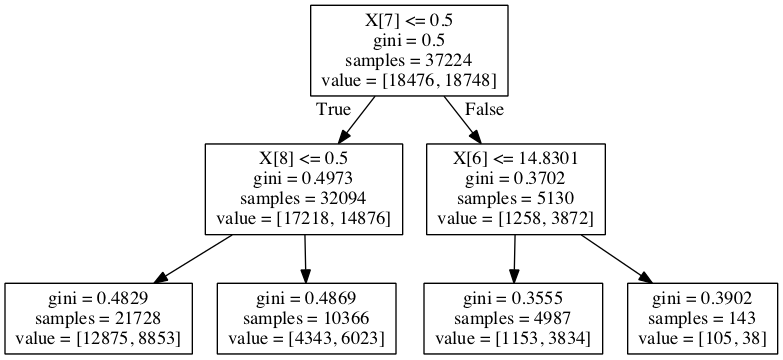 X[7] <= 0.5
gini = 0.5
samples = 37224
value = [18476, 18748]
True
False
X[8] <= 0.5
gini = 0.4973
samples = 32094
value = [17218, 14876]
X[6] <= 14.8301
gini = 0.3702
samples = 5130
value = [1258, 3872]
gini = 0.4829
samples = 21728
value = [12875, 8853]
gini = 0.4869
samples = 10366
value = [4343, 6023]
gini = 0.3555
samples = 4987
value = [1153, 3834]
gini = 0.3902
samples = 143
value = [105, 38]